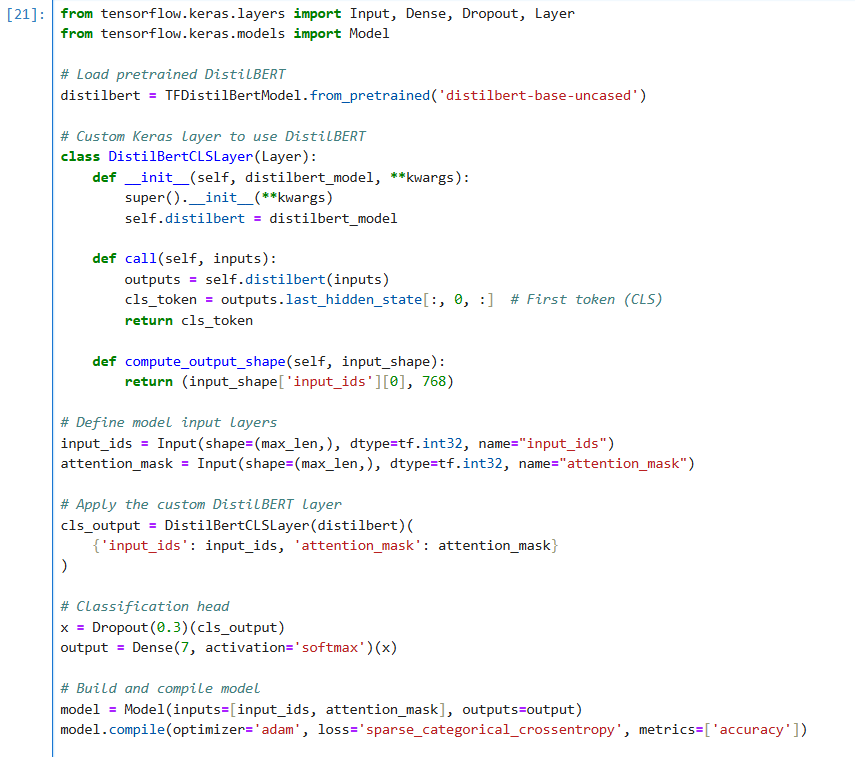 [21]: from tensorflow.keras.layers import Input, Dense, Dropout, Layer
from tensorflow.keras.models import Model

# Load pretrained DistilBERT
distilbert = TFDistilBertModel.from_pretrained('distilbert-base-uncased')

# Custom Keras layer to use DistilBERT
class DistilBertCLSLayer(Layer):
    def __init__(self, distilbert_model, **kwargs):
        super().__init__(**kwargs)
        self.distilbert = distilbert_model

    def call(self, inputs):
        outputs = self.distilbert(inputs)
        cls_token = outputs.last_hidden_state[:, 0, :]  # First token (CLS)
        return cls_token

    def compute_output_shape(self, input_shape):
        return (input_shape['input_ids'][0], 768)

# Define model input layers
input_ids = Input(shape=(max_len,), dtype=tf.int32, name="input_ids")
attention_mask = Input(shape=(max_len,), dtype=tf.int32, name="attention_mask")

# Apply the custom DistilBERT layer
cls_output = DistilBertCLSLayer(distilbert)(
    {'input_ids': input_ids, 'attention_mask': attention_mask}
)

# Classification head
x = Dropout(0.3)(cls_output)
output = Dense(7, activation='softmax')(x)

# Build and compile model
model = Model(inputs=[input_ids, attention_mask], outputs=output)
model.compile(optimizer='adam', loss='sparse_categorical_crossentropy', metrics=['accuracy'])